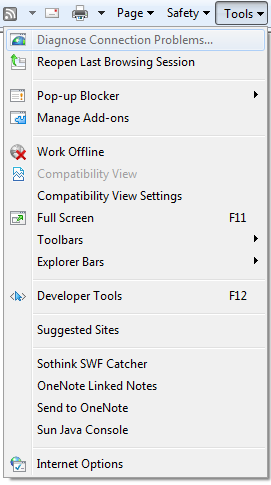 Page Safety Tools
Diagnose Connection Problems...
Reopen Last Browsing Session
Pop-up Blocker
Manage Add-ons
Work Offline
Compatibility View
Compatibility View Settings
Full Screen F11
Toolbars
Explorer Bars
Developer Tools F12
Suggested Sites
Sothink SWF Catcher
OneNote Linked Notes
Send to OneNote
Sun Java Console
Internet Options